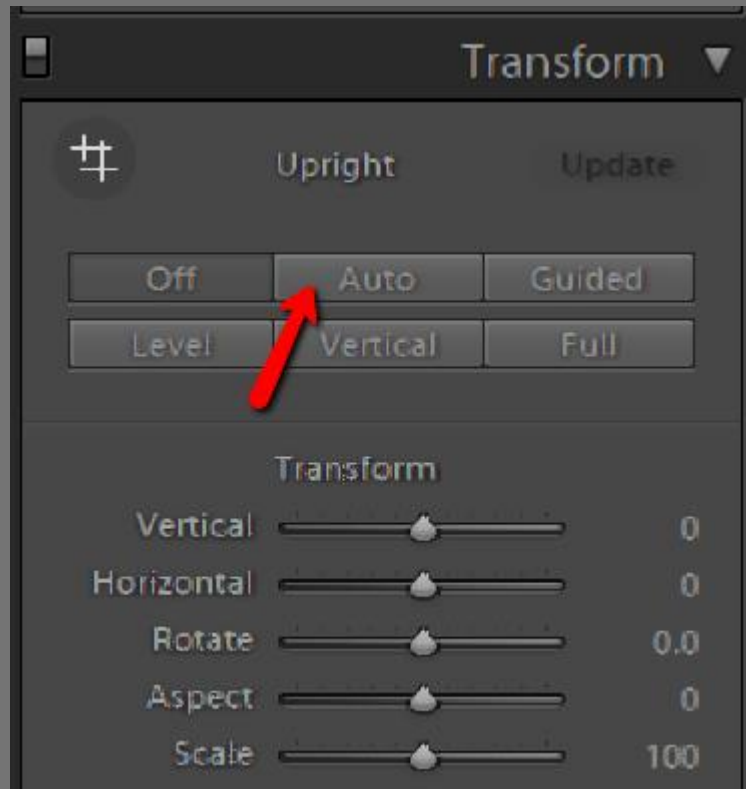 Transform
Upright Update
Off Auto Guided
Level Vertical Full
Transform
Vertical 0
Horizontal 0
Rotate 0.0
Aspect 0
Scale 100